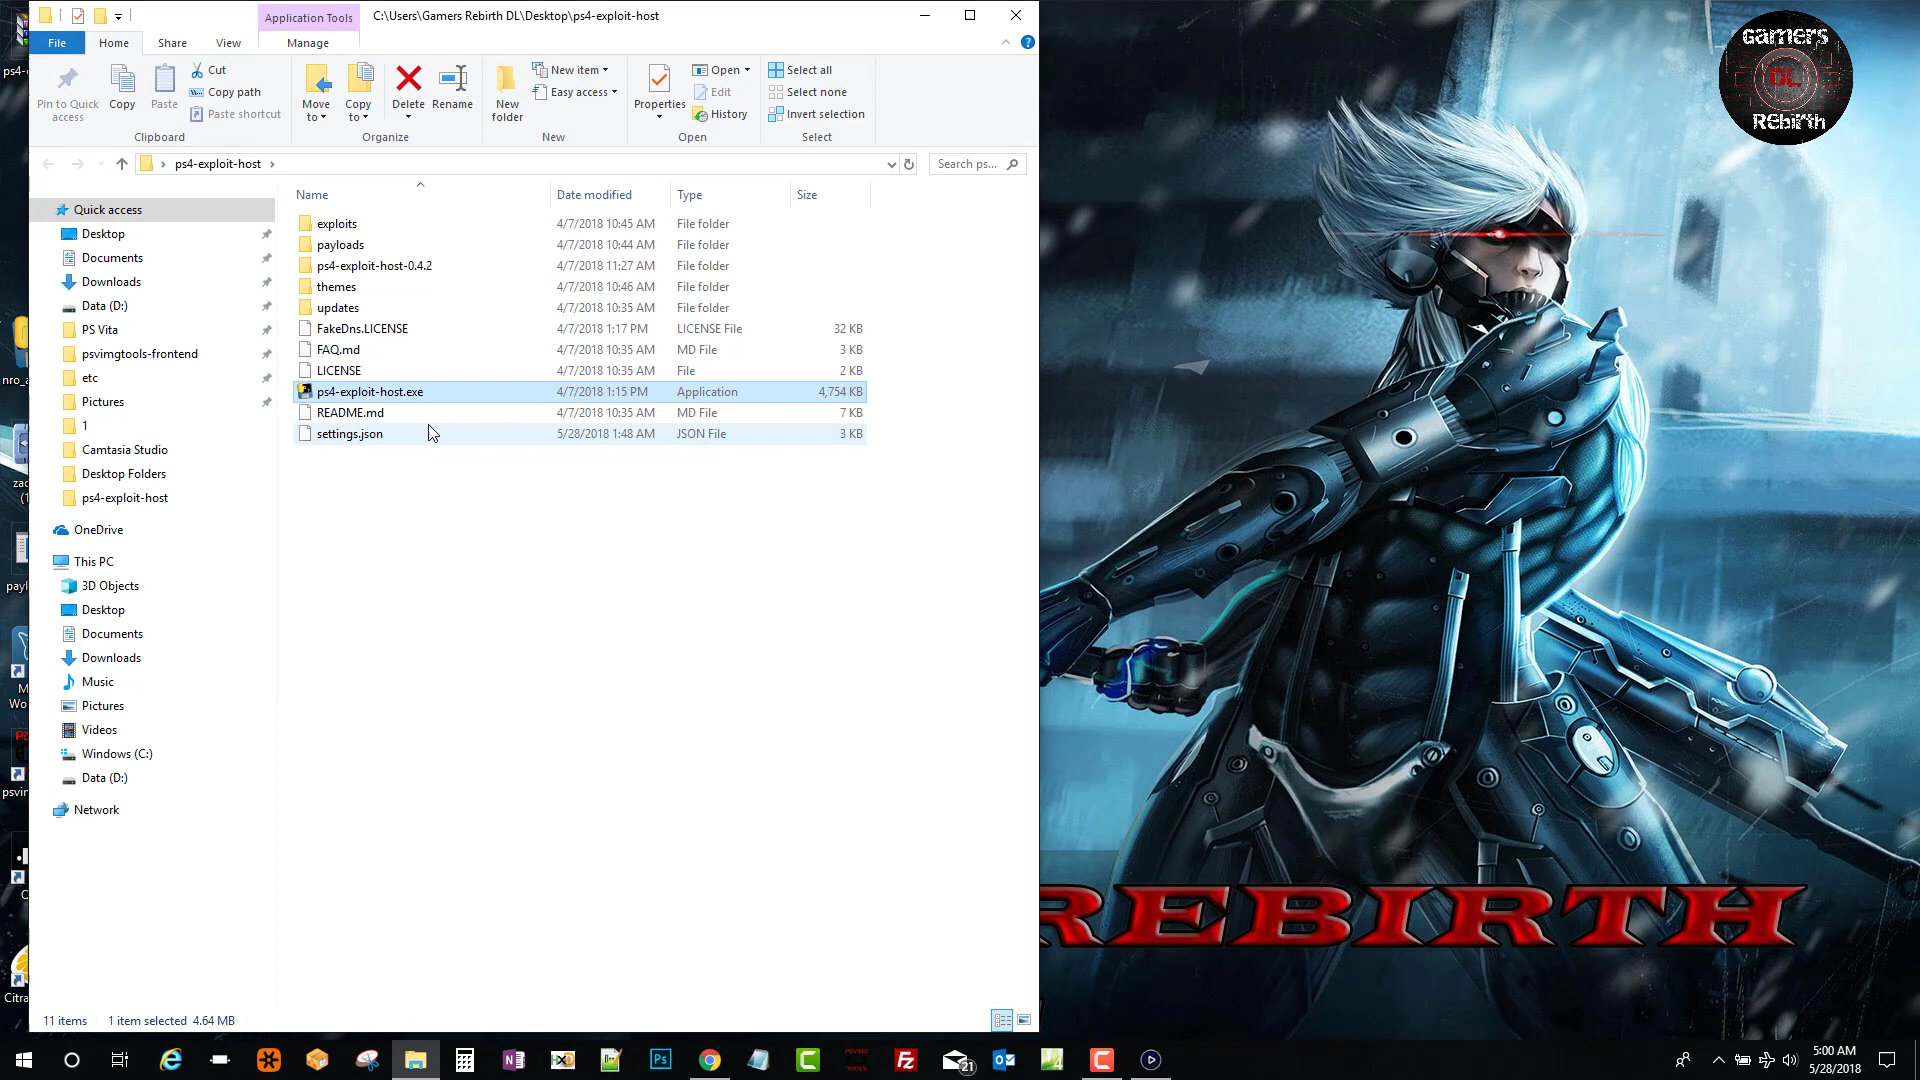 Application Tools
C:\Users\Gamers Rebirth DL\Desktop\ps4-exploit-host
File
Home
Share
View
Manage
Pin to Quick access
Copy
Paste
Cut
Copy path
Paste shortcut
Clipboard
Move to
Copy to
Delete
Rename
Organize
New folder
New item
Easy access
New
Properties
Open
Edit
History
Open
Select all
Select none
Invert selection
Select
ps4-exploit-host
Search ps...
Name
Date modified
Type
Size
exploits 4/7/2018 10:45 AM File folder
payloads 4/7/2018 10:44 AM File folder
ps4-exploit-host-0.4.2 4/7/2018 11:27 AM File folder
themes 4/7/2018 10:46 AM File folder
updates 4/7/2018 10:35 AM File folder
FakeDns.LICENSE 4/7/2018 1:17 PM LICENSE File 32 KB
FAQ.md 4/7/2018 10:35 AM MD File 3 KB
LICENSE 4/7/2018 10:35 AM File 2 KB
ps4-exploit-host.exe 4/7/2018 1:15 PM Application 4,754 KB
README.md 4/7/2018 10:35 AM MD File 7 KB
settings.json 5/28/2018 1:48 AM JSON File 3 KB
Quick access
Desktop
Documents
Downloads
Data (D:)
PS Vita
psvimgtools-frontend
etc
Pictures
1
Camtasia Studio
Desktop Folders
ps4-exploit-host
OneDrive
This PC
3D Objects
Desktop
Documents
Downloads
Music
Pictures
Videos
Windows (C:)
Data (D:)
Network
11 items
1 item selected 4.64 MB
Gamers
DL
REbirth
REBIRTH
ps4-
nro_a
zac
(1
payl
M
Wo
psvin
C
Citra
Ps
Fz
21
5:00 AM
5/28/2018